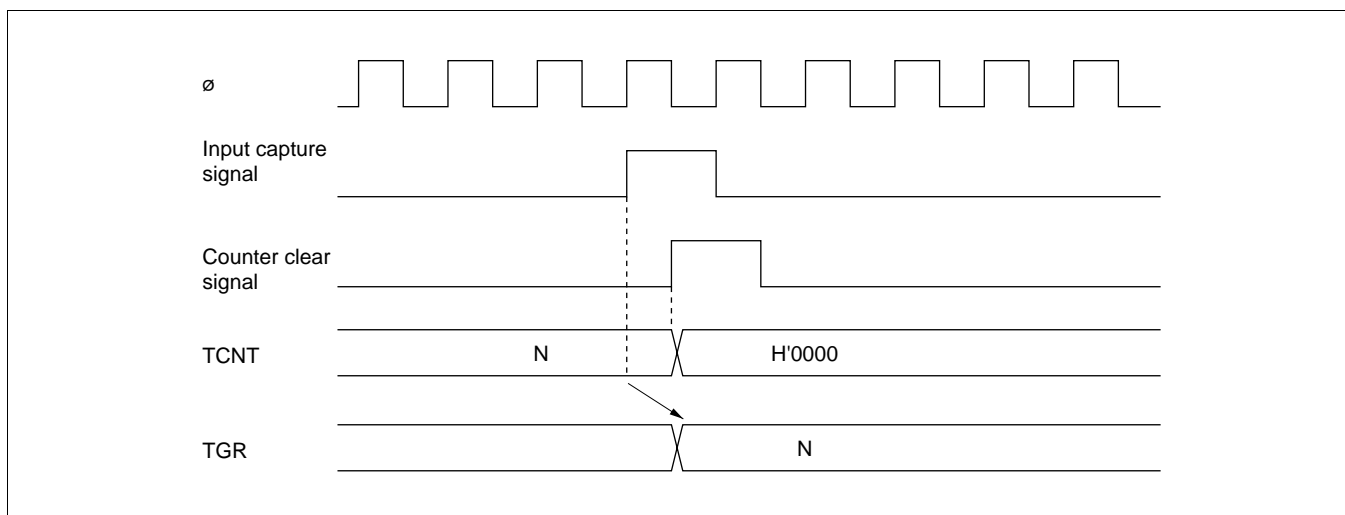 ø
Input capture
signal
Counter clear
signal
TCNT
N
H'0000
TGR
N